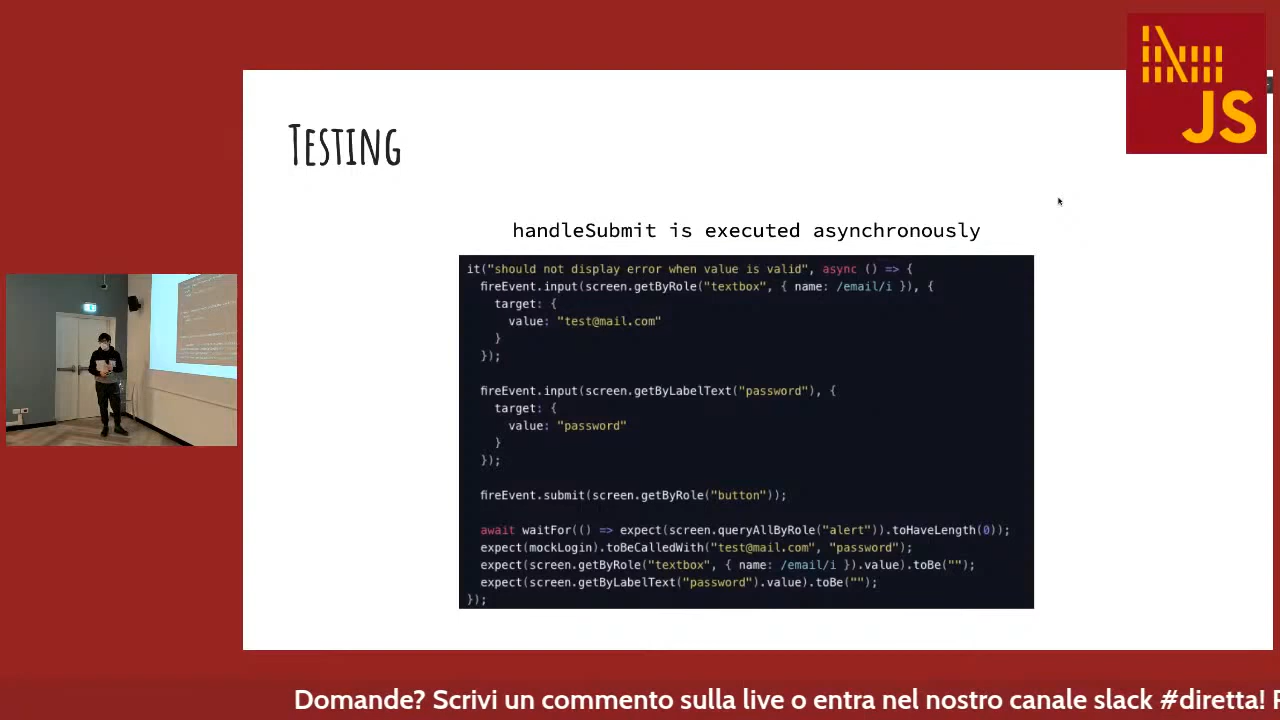 JS
Testing
handleSubmit is executed asynchronously
it("should not display error when value is valid", async () => {
fireEvent.input(screen.getByRole("textbox", { name: /email/i }), {
target: {
value: "test@mail.com"
}
});
fireEvent.input(screen.getByLabelText("password"), {
target: {
value: "password"
}
});
fireEvent.submit(screen.getByRole("button"));
await waitFor(() => expect(screen.queryAllByRole("alert")).toHaveLength(0));
expect(mockLogin).toBeCalledWith("test@mail.com", "password");
expect(screen.getByRole("textbox", { name: /email/i }).value).toBe("");
expect(screen.getByLabelText("password").value).toBe("");
});
Domande? Scrivi un commento sulla live o entra nel nostro canale slack #diretta!